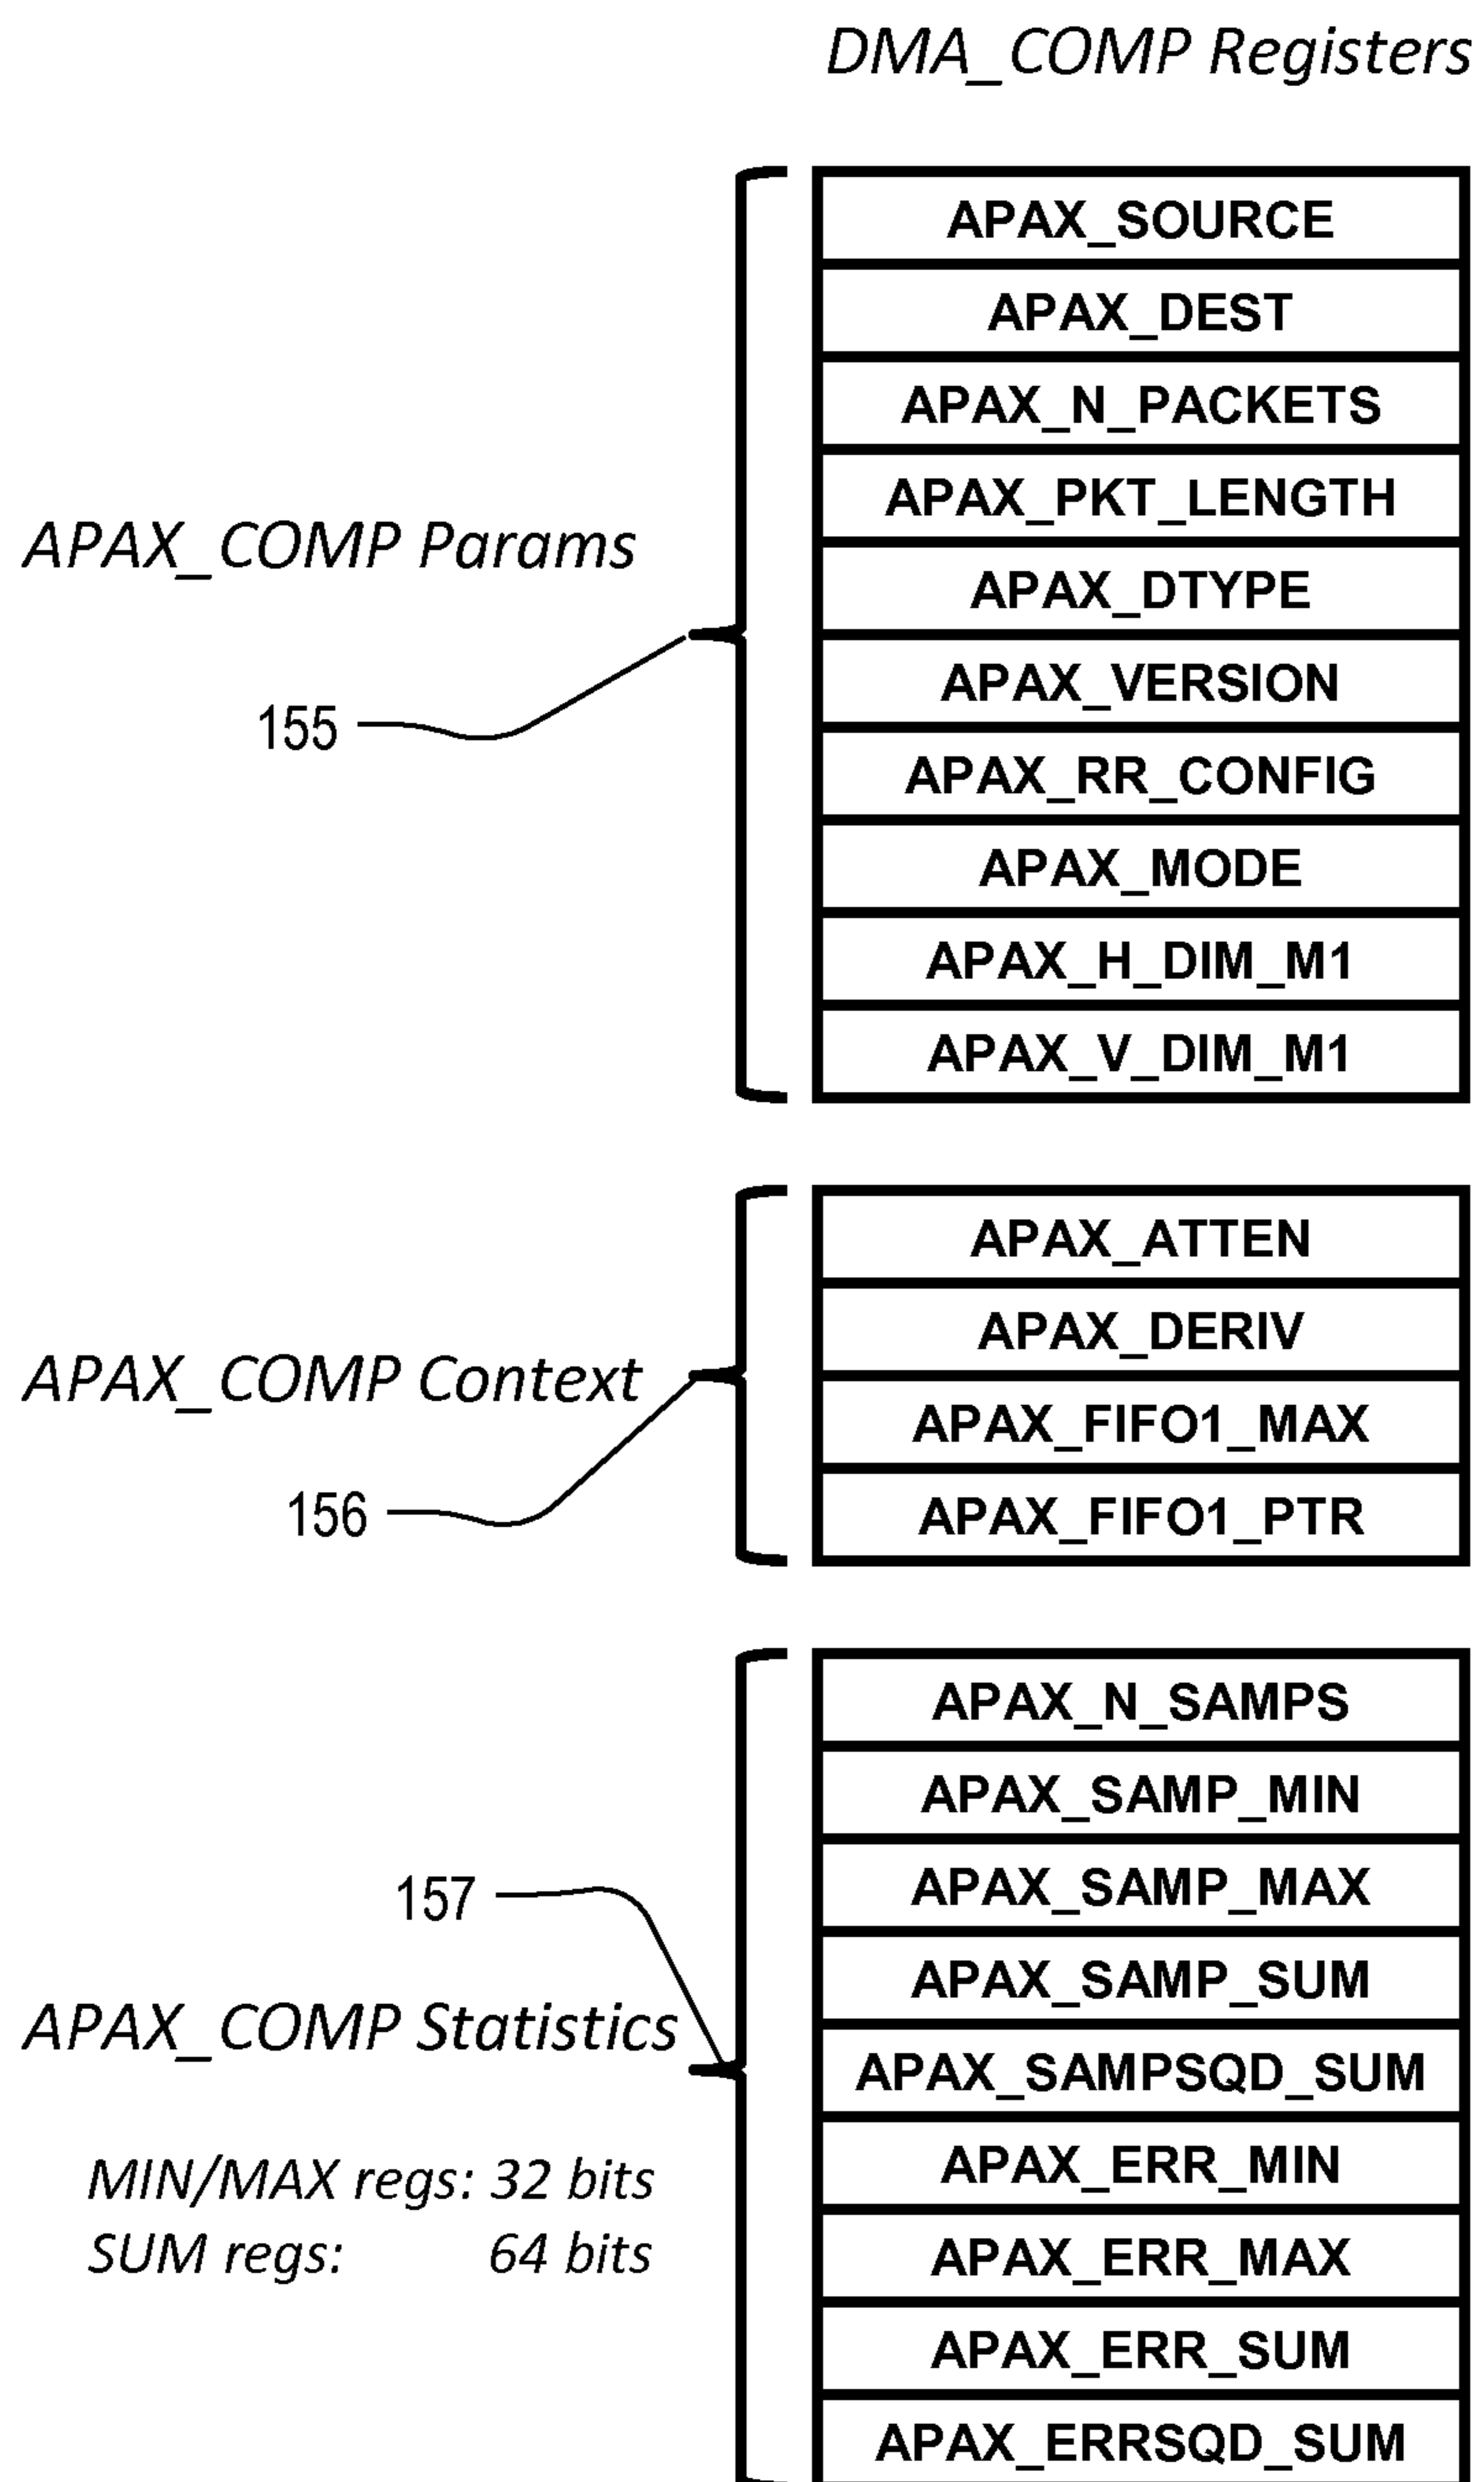 DMA_COMP Registers
APAX_SOURCE
APAX_DEST
APAX_N_PACKETS
APAX_PKT_LENGTH
APAX_COMP Params
APAX_DTYPE
APAX_VERSION
155
APAX_RR_CONFIG
APAX_MODE
APAX_H_DIM_M1
APAX_V_DIM_M1
APAX_ATTEN
APAX_DERIV
APAX_COMP Context
APAX_FIFO1_MAX
156
APAX_FIFO1_PTR
APAX_N_SAMPS
APAX_SAMP_MIN
APAX_SAMP_MAX
157
APAX_SAMP_SUM
APAX_COMP Statistics
APAX_SAMPSQD_SUM
APAX_ERR_MIN
MIN/MAX regs: 32 bits
SUM regs: 64 bits
APAX_ERR_MAX
APAX_ERR_SUM
APAX_ERRSQD_SUM